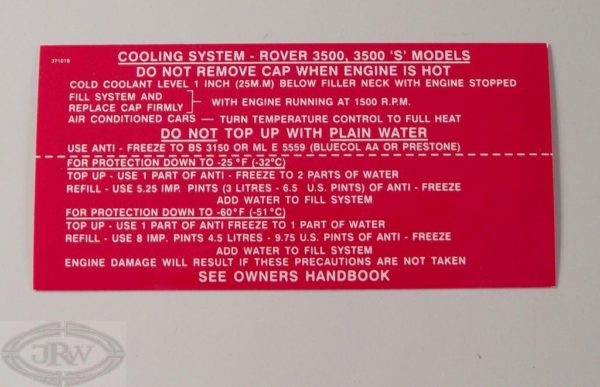 371018
COOLING SYSTEM - ROVER 3500, 3500 'S' MODELS
DO NOT REMOVE CAP WHEN ENGINE IS HOT
COLD COOLANT LEVEL 1 INCH (25M.M) BELOW FILLER NECK WITH ENGINE STOPPED
FILL SYSTEM AND
REPLACE CAP FIRMLY } — WITH ENGINE RUNNING AT 1500 R.P.M.
AIR CONDITIONED CARS — TURN TEMPERATURE CONTROL TO FULL HEAT
DO NOT TOP UP WITH PLAIN WATER
USE ANTI - FREEZE TO BS 3150 OR ML E 5559 (BLUECOL AA OR PRESTONE)
FOR PROTECTION DOWN TO -25 °F (-32°C)
TOP UP - USE 1 PART OF ANTI - FREEZE TO 2 PARTS OF WATER
REFILL - USE 5.25 IMP. PINTS (3 LITRES - 6.5 U.S. PINTS) OF ANTI - FREEZE
ADD WATER TO FILL SYSTEM
FOR PROTECTION DOWN TO -60°F (-51°C)
TOP UP - USE 1 PART OF ANTI FREEZE TO 1 PART OF WATER
REFILL - USE 8 IMP. PINTS 4.5 LITRES - 9.75 U.S. PINTS OF ANTI - FREEZE
ADD WATER TO FILL SYSTEM
ENGINE DAMAGE WILL RESULT IF THESE PRECAUTIONS ARE NOT TAKEN
SEE OWNERS HANDBOOK
JRW